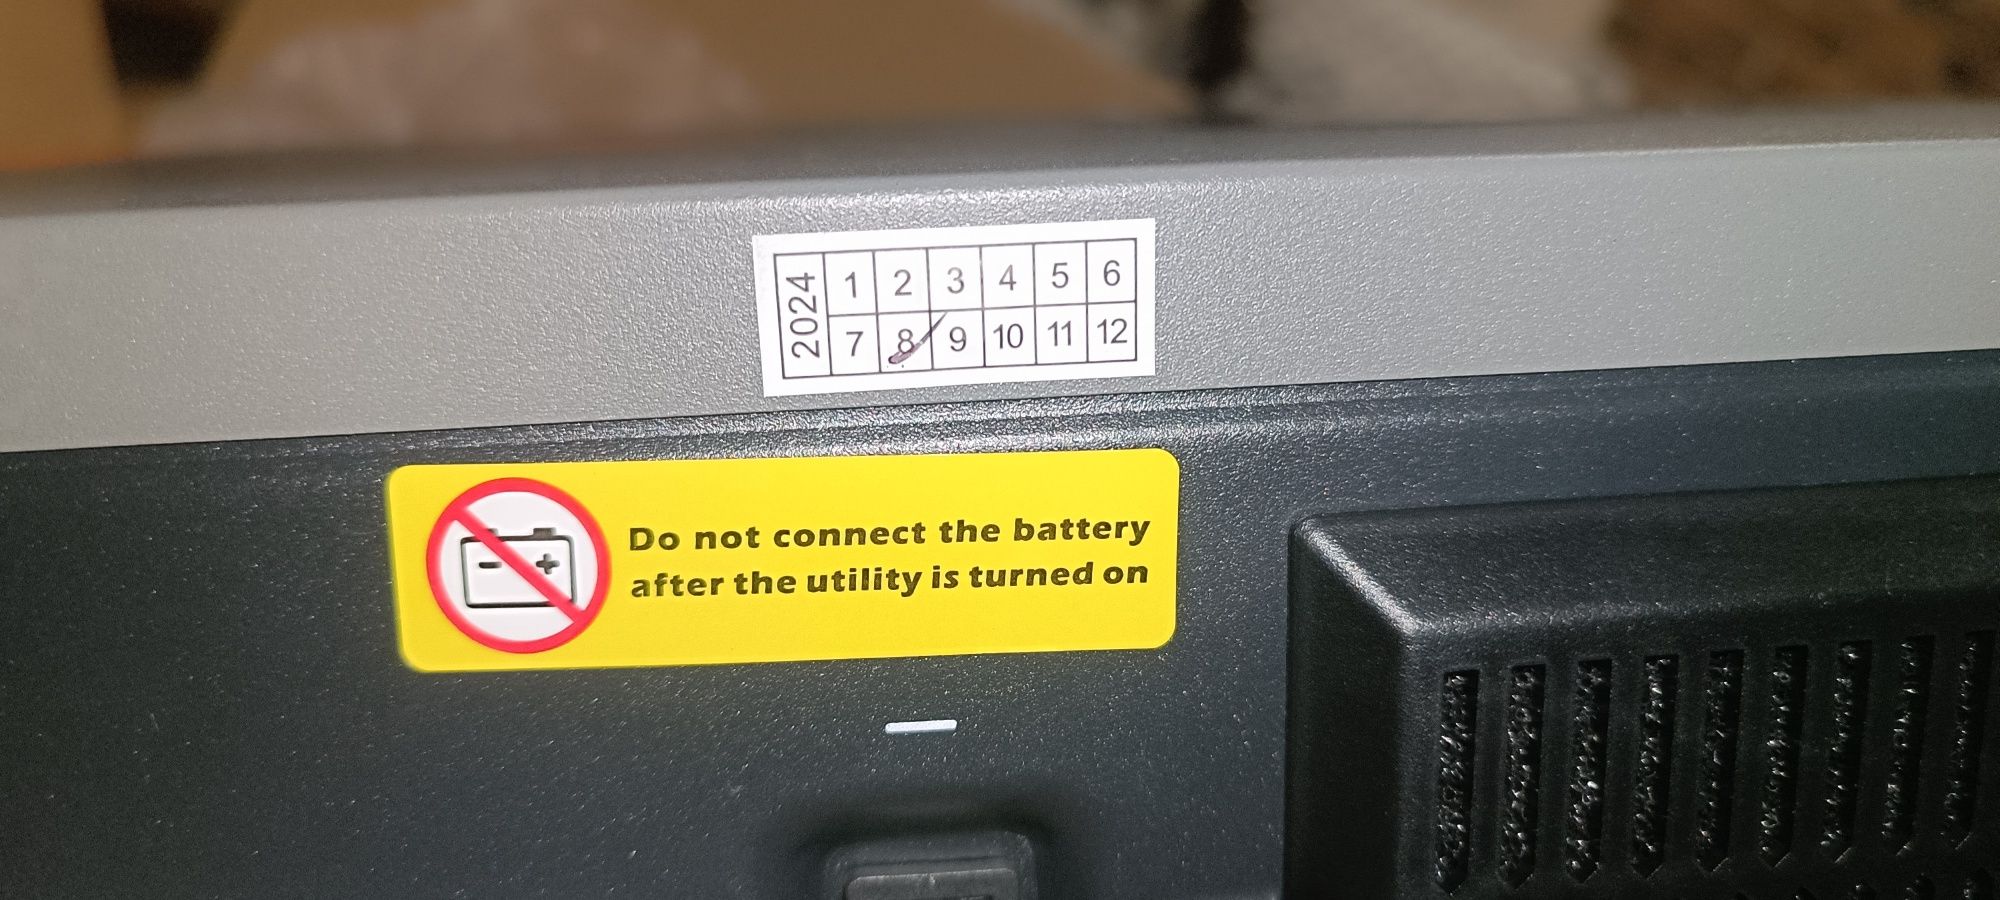 2024 1 2 3 4 5 6
7 8 9 10 11 12
Do not connect the battery
after the utility is turned on